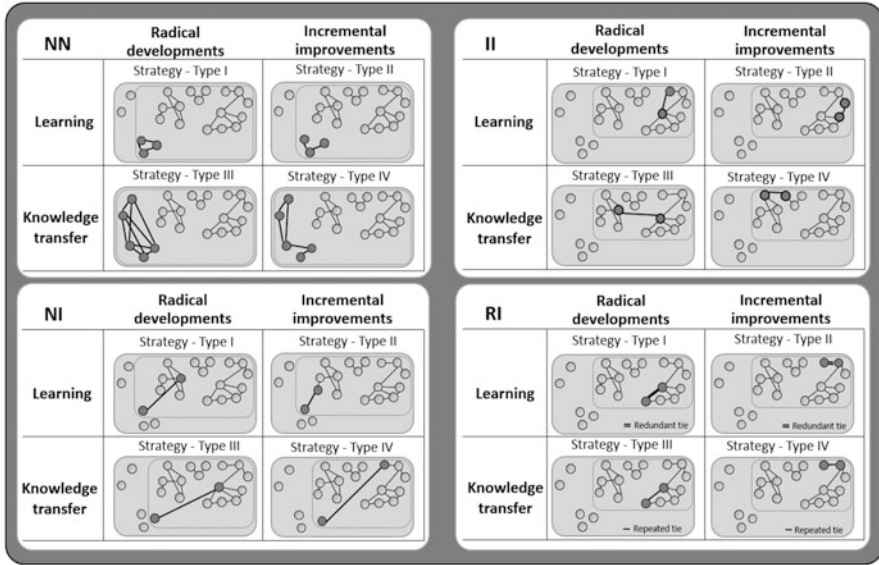 NN
Radical
developments
Incremental
improvements
Strategy - Type I
Strategy - Type II
Learning
Strategy - Type III
Strategy - Type IV
Knowledge
transfer
II
Radical
developments
Incremental
improvements
Strategy - Type I
Strategy - Type II
Learning
Strategy - Type III
Strategy - Type IV
Knowledge
transfer
NI
Radical
developments
Incremental
improvements
Strategy - Type I
Strategy - Type II
Learning
Strategy - Type III
Strategy - Type IV
Knowledge
transfer
RI
Radical
developments
Incremental
improvements
Strategy - Type I
Strategy - Type II
Learning
= Redundant tie
= Redundant tie
Strategy - Type III
Strategy - Type IV
Knowledge
transfer
– Repeated tie
– Repeated tie